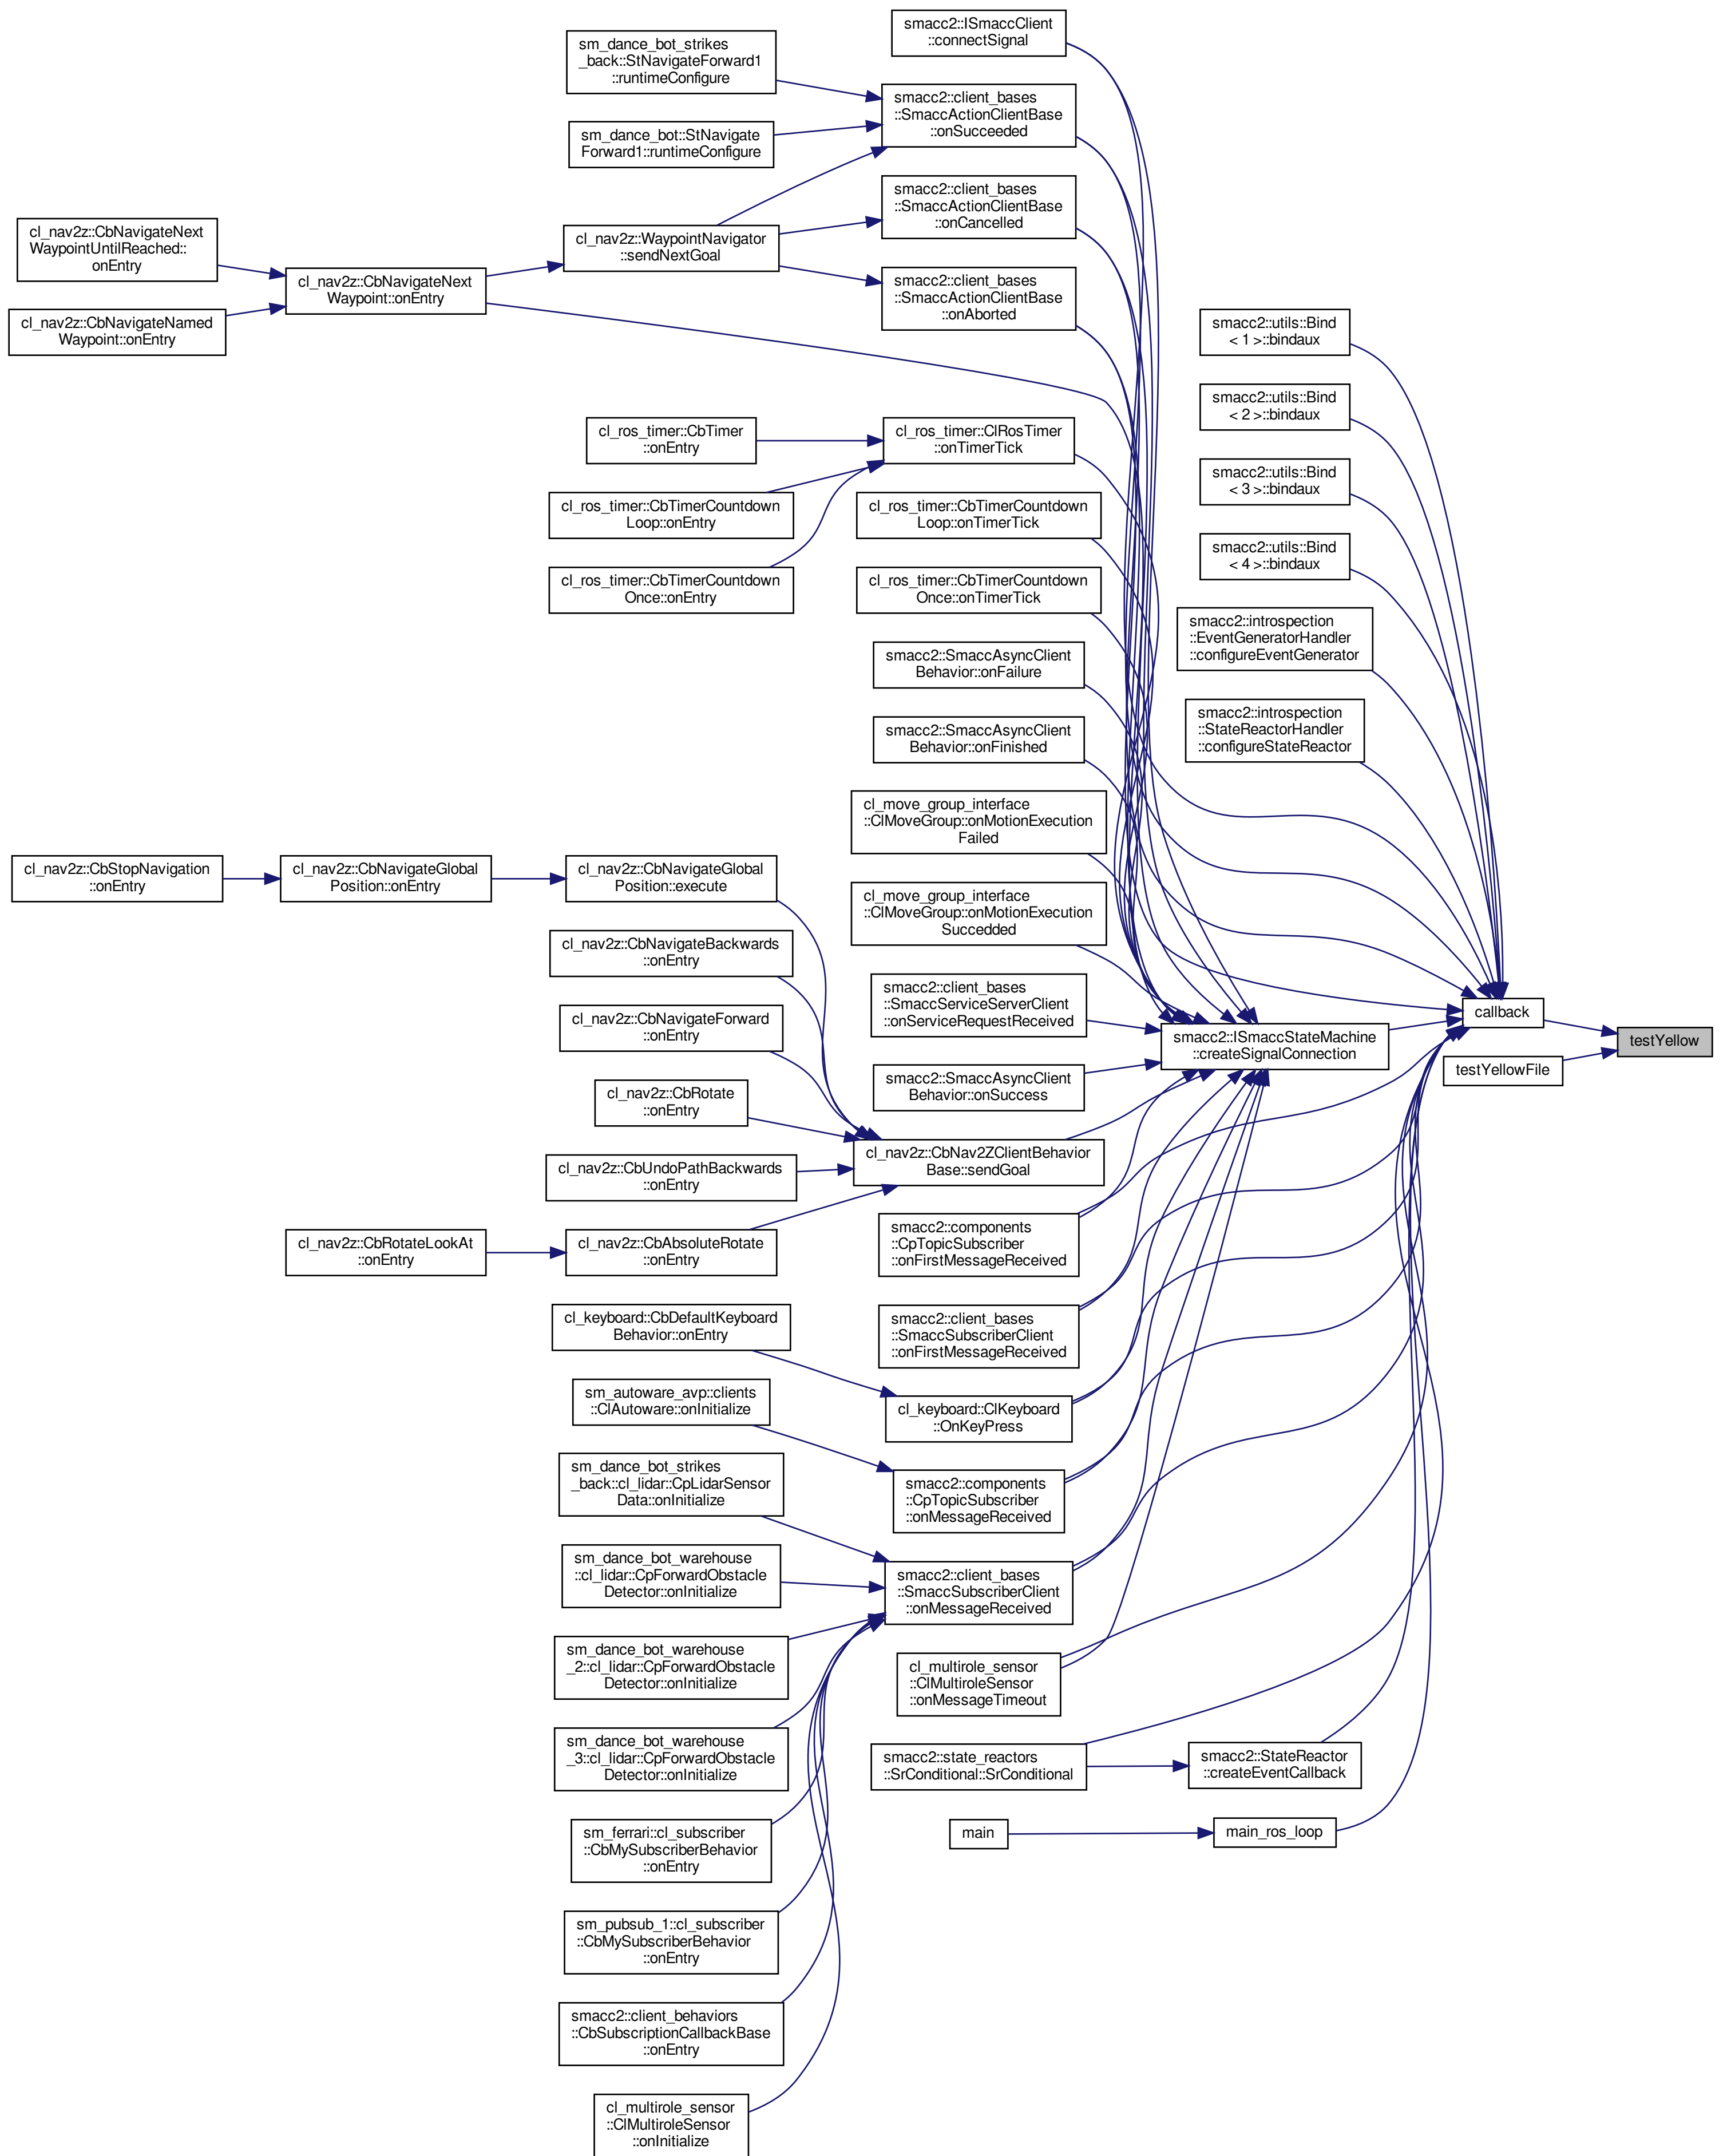 smacc2::ISmaccClient
::connectSignal
sm_dance_bot_strikes
_back::StNavigateForward1
::runtimeConfigure
smacc2::client_bases
::SmaccActionClientBase
::onSucceeded
sm_dance_bot::StNavigate
Forward1::runtimeConfigure
smacc2::client_bases
::SmaccActionClientBase
::onCancelled
cl_nav2z::CbNavigateNext
WaypointUntilReached::
onEntry
cl_nav2z::WaypointNavigator
::sendNextGoal
cl_nav2z::CbNavigateNext
Waypoint::onEntry
smacc2::client_bases
::SmaccActionClientBase
::onAborted
cl_nav2z::CbNavigateNamed
Waypoint::onEntry
smacc2::utils::Bind
< 1 >::bindaux
smacc2::utils::Bind
< 2 >::bindaux
cl_ros_timer::CbTimer
::onEntry
cl_ros_timer::ClRosTimer
::onTimerTick
smacc2::utils::Bind
< 3 >::bindaux
cl_ros_timer::CbTimerCountdown
Loop::onEntry
cl_ros_timer::CbTimerCountdown
Loop::onTimerTick
smacc2::utils::Bind
< 4 >::bindaux
cl_ros_timer::CbTimerCountdown
Once::onEntry
cl_ros_timer::CbTimerCountdown
Once::onTimerTick
smacc2::introspection
::EventGeneratorHandler
::configureEventGenerator
smacc2::SmaccAsyncClient
Behavior::onFailure
smacc2::introspection
::StateReactorHandler
::configureStateReactor
smacc2::SmaccAsyncClient
Behavior::onFinished
cl_move_group_interface
::ClMoveGroup::onMotionExecution
Failed
cl_nav2z::CbStopNavigation
::onEntry
cl_nav2z::CbNavigateGlobal
Position::onEntry
cl_nav2z::CbNavigateGlobal
Position::execute
cl_move_group_interface
::ClMoveGroup::onMotionExecution
Succedded
cl_nav2z::CbNavigateBackwards
::onEntry
smacc2::client_bases
::SmaccServiceServerClient
::onServiceRequestReceived
callback
cl_nav2z::CbNavigateForward
::onEntry
smacc2::ISmaccStateMachine
::createSignalConnection
testYellow
testYellowFile
smacc2::SmaccAsyncClient
Behavior::onSuccess
cl_nav2z::CbRotate
::onEntry
cl_nav2z::CbNav2ZClientBehavior
Base::sendGoal
cl_nav2z::CbUndoPathBackwards
::onEntry
cl_nav2z::CbRotateLookAt
::onEntry
cl_nav2z::CbAbsoluteRotate
::onEntry
smacc2::components
::CpTopicSubscriber
::onFirstMessageReceived
cl_keyboard::CbDefaultKeyboard
Behavior::onEntry
smacc2::client_bases
::SmaccSubscriberClient
::onFirstMessageReceived
sm_autoware_avp::clients
::ClAutoware::onInitialize
cl_keyboard::ClKeyboard
::OnKeyPress
sm_dance_bot_strikes
_back::cl_lidar::CpLidarSensor
Data::onInitialize
smacc2::components
::CpTopicSubscriber
::onMessageReceived
sm_dance_bot_warehouse
::cl_lidar::CpForwardObstacle
Detector::onInitialize
smacc2::client_bases
::SmaccSubscriberClient
::onMessageReceived
sm_dance_bot_warehouse
_2::cl_lidar::CpForwardObstacle
Detector::onInitialize
cl_multirole_sensor
::ClMultiroleSensor
::onMessageTimeout
sm_dance_bot_warehouse
_3::cl_lidar::CpForwardObstacle
Detector::onInitialize
smacc2::state_reactors
::SrConditional::SrConditional
smacc2::StateReactor
::createEventCallback
sm_ferrari::cl_subscriber
::CbMySubscriberBehavior
::onEntry
main
main_ros_loop
sm_pubsub_1::cl_subscriber
::CbMySubscriberBehavior
::onEntry
smacc2::client_behaviors
::CbSubscriptionCallbackBase
::onEntry
cl_multirole_sensor
::ClMultiroleSensor
::onInitialize